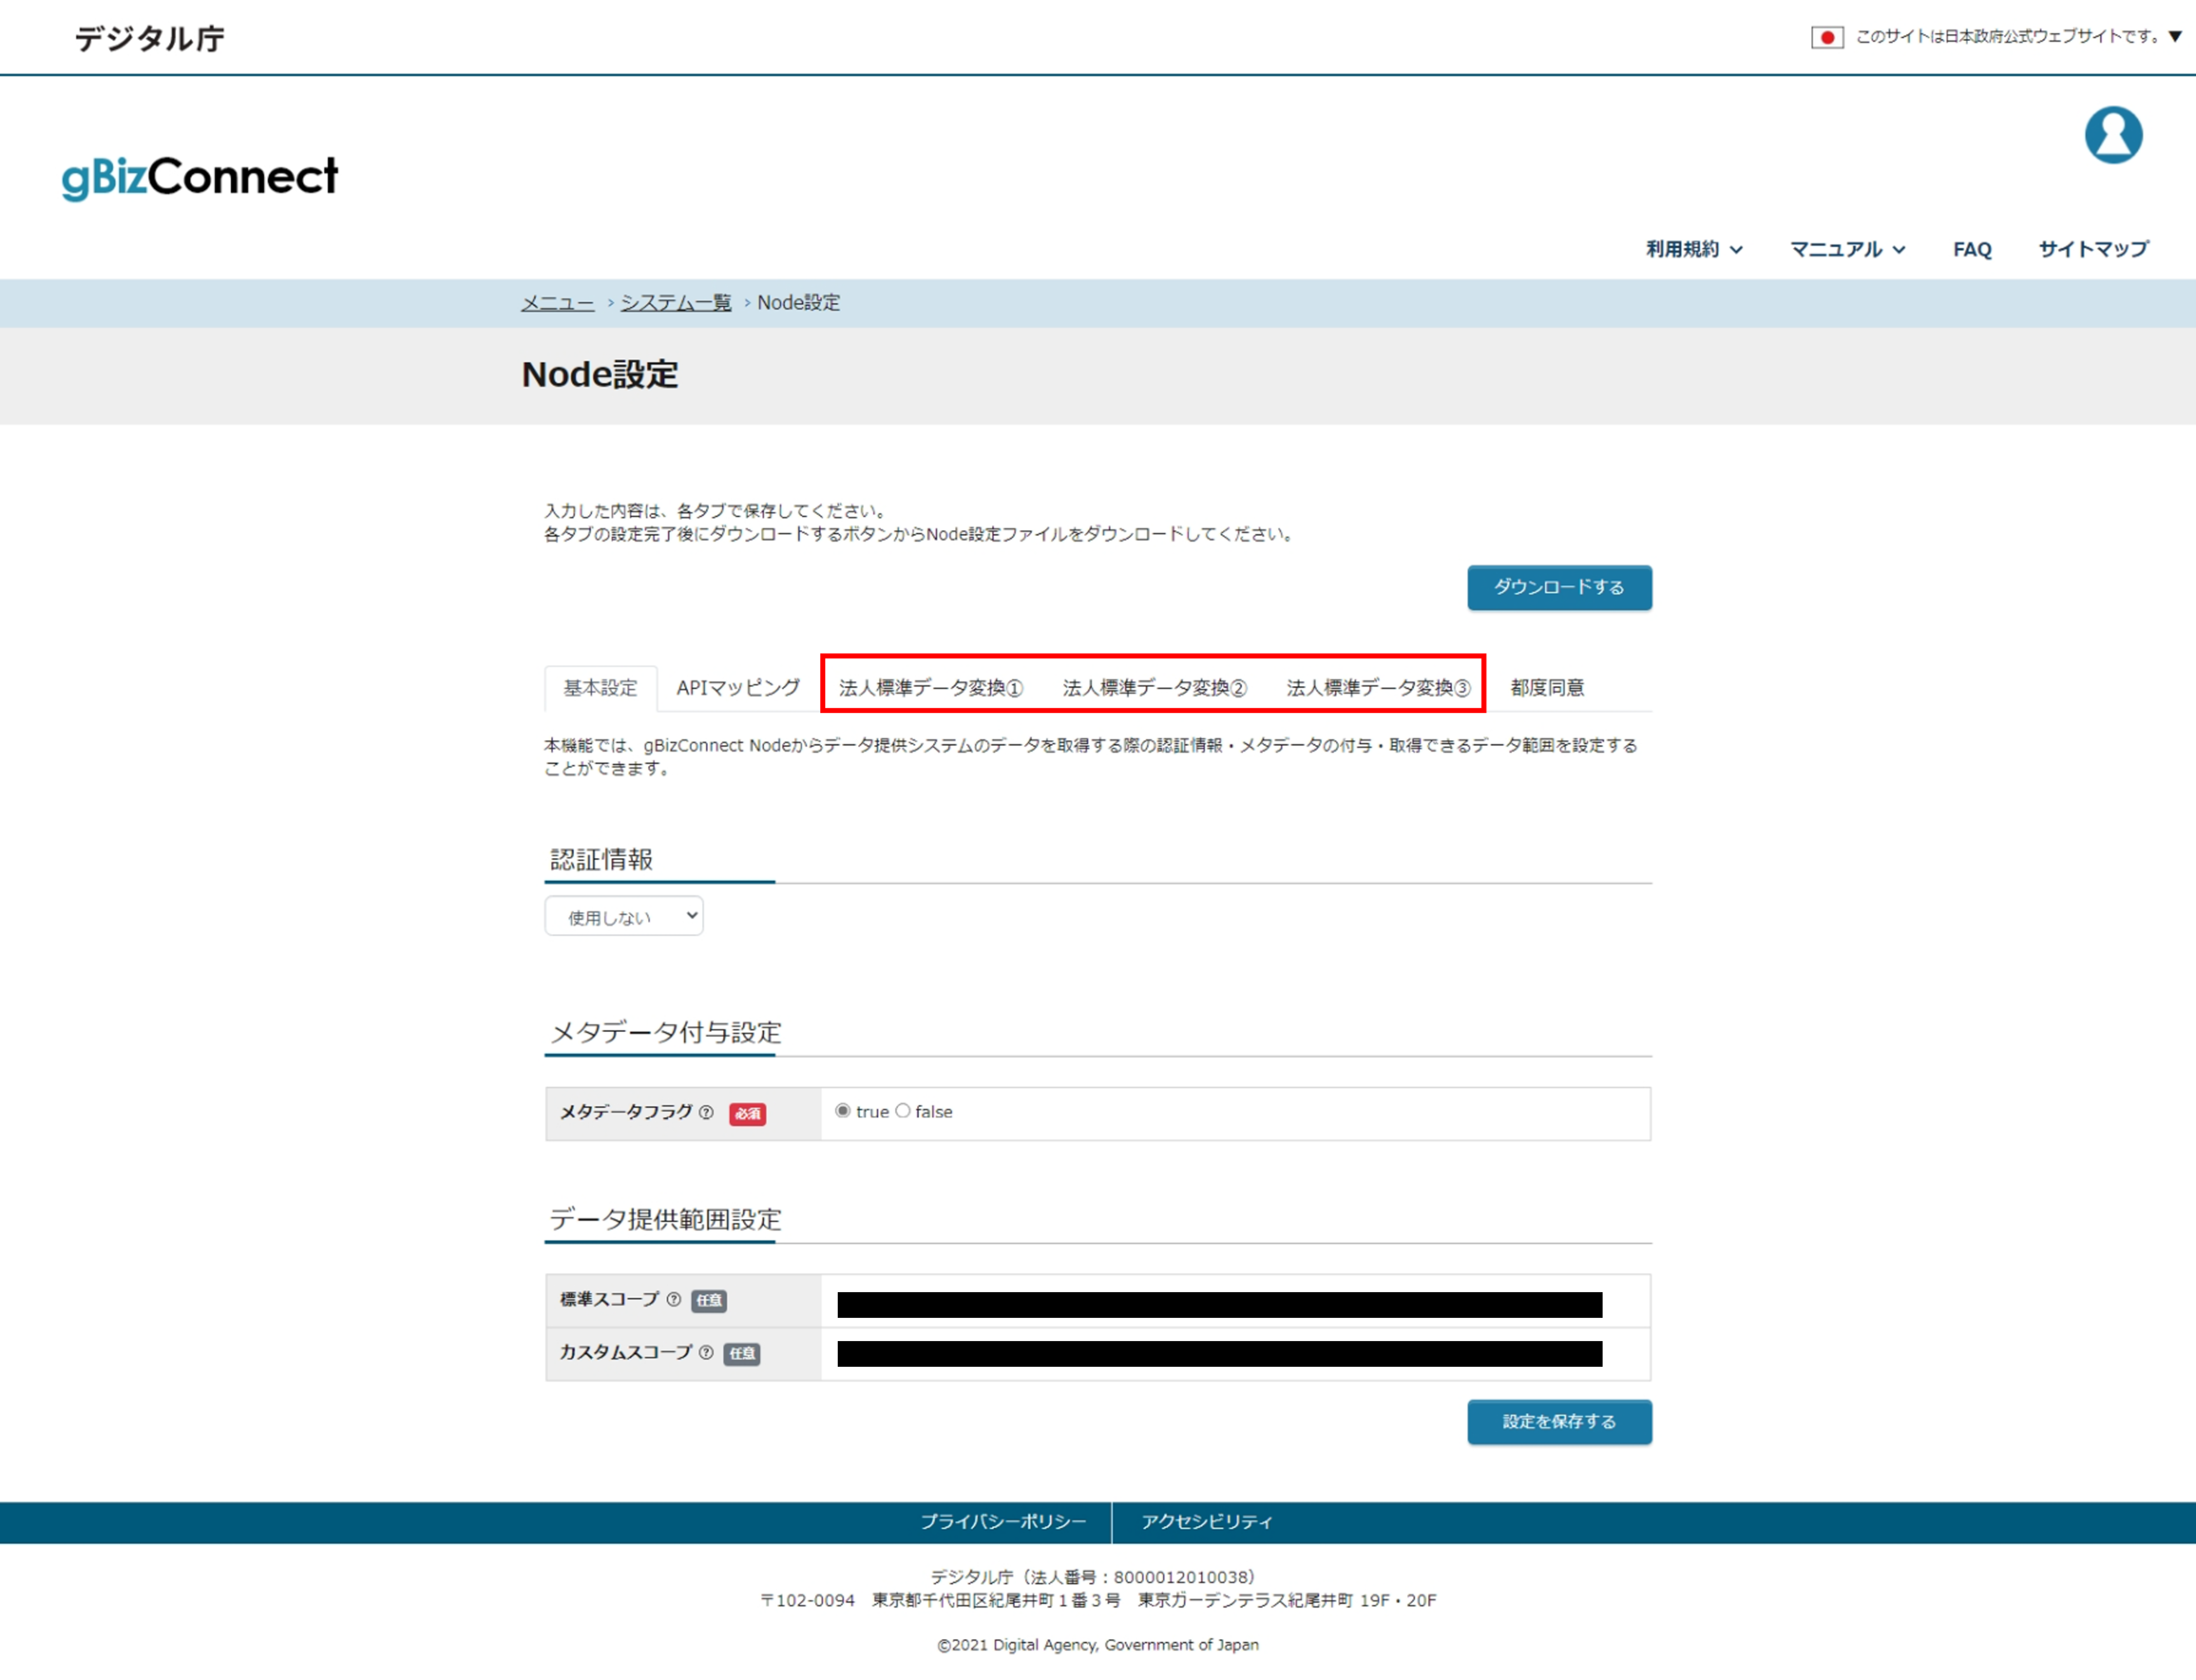 デジタル庁
このサイトは日本政府公式ウェブサイトです。▼
gBizConnect
利用規約 マニュアル FAQ サイトマップ
メニュー › システム一覧 › Node設定
Node設定
入力した内容は、各タブで保存してください。
各タブの設定完了後にダウンロードするボタンからNode設定ファイルをダウンロードしてください。
ダウンロードする
基本設定 APIマッピング 法人標準データ変換① 法人標準データ変換② 法人標準データ変換③ 都度同意
本機能では、gBizConnect Nodeからデータ提供システムのデータを取得する際の認証情報・メタデータの付与・取得できるデータ範囲を設定する
ことができます。
認証情報
使用しない
メタデータ付与設定
メタデータフラグ ? 必須 true false
データ提供範囲設定
標準スコープ ? 任意
カスタムスコープ ? 任意
設定を保存する
プライバシーポリシー アクセシビリティ
デジタル庁（法人番号：8000012010038）
〒102-0094　東京都千代田区紀尾井町１番３号　東京ガーデンテラス紀尾井町 19F・20F
©2021 Digital Agency, Government of Japan